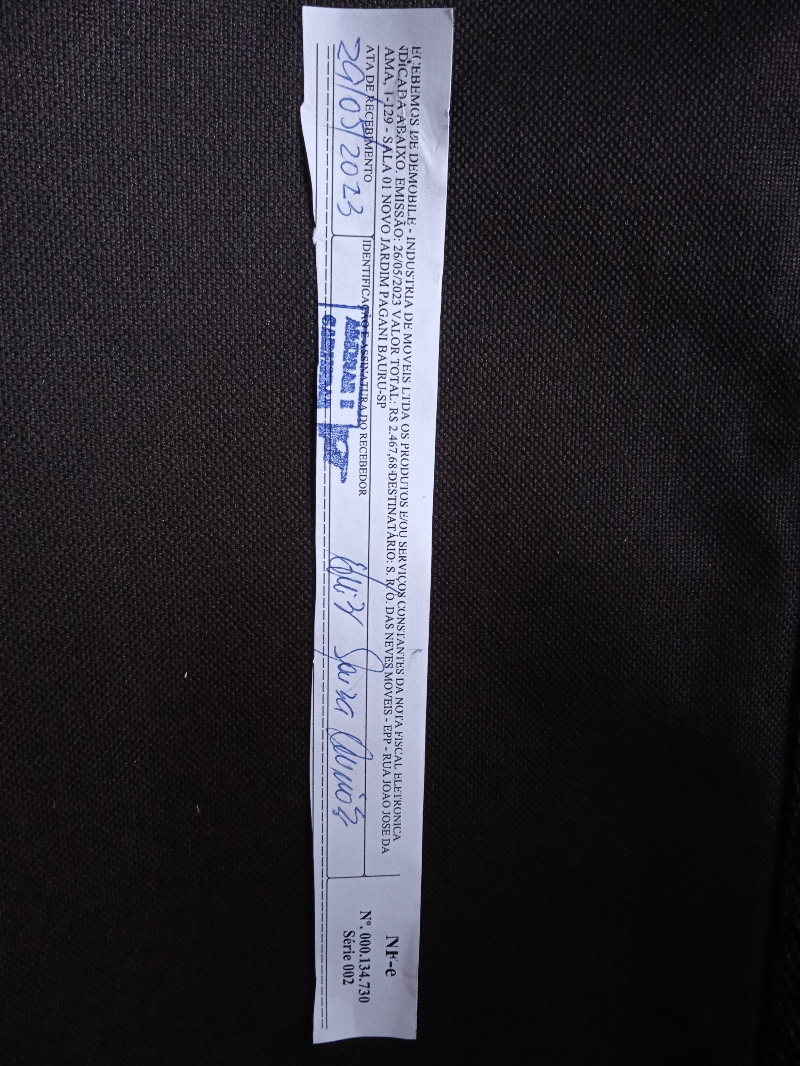 ECEBEMOS DE DEMOBILE - INDUSTRIA DE MOVEIS LTDA OS PRODUTOS E/OU SERVIÇOS CONSTANTES DA NOTA FISCAL ELETRONICA
NDICADA ABAIXO. EMISSÃO: 26/05/2023 VALOR TOTAL: R$ 2.467,68 DESTINATÁRIO: S. R. O. DAS NEVES MOVEIS - EPP - RUA JOAO JOSE DA
AMA, 1-129 - SALA 01 NOVO JARDIM PAGANI BAURU-SP
ATA DE RECEBIMENTO
29/05/2023
IDENTIFICAÇÃO E ASSINATURA DO RECEBEDOR
NF-e
Nº. 000.134.730
Série 002